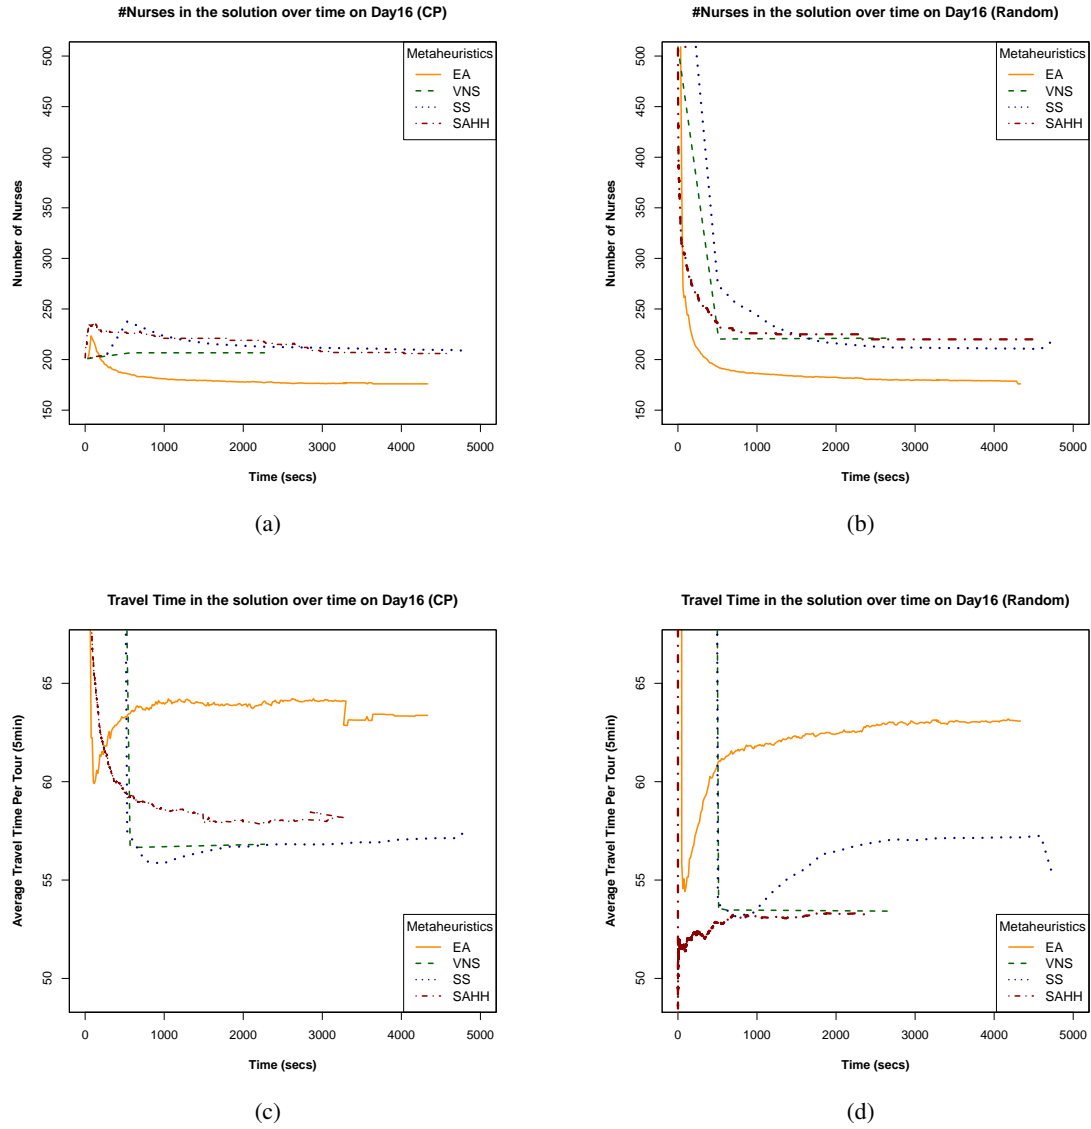 #Nurses in the solution over time on Day16 (CP)
Number of Nurses
500
450
400
350
300
250
200
150
0 1000 2000 3000 4000 5000
Time (secs)
Metaheuristics
EA
VNS
SS
SAHH
(a)
#Nurses in the solution over time on Day16 (Random)
Number of Nurses
500
450
400
350
300
250
200
150
0 1000 2000 3000 4000 5000
Time (secs)
Metaheuristics
EA
VNS
SS
SAHH
(b)
Travel Time in the solution over time on Day16 (CP)
Average Travel Time Per Tour (5min)
65
60
55
50
0 1000 2000 3000 4000 5000
Time (secs)
Metaheuristics
EA
VNS
SS
SAHH
(c)
Travel Time in the solution over time on Day16 (Random)
Average Travel Time Per Tour (5min)
65
60
55
50
0 1000 2000 3000 4000 5000
Time (secs)
Metaheuristics
EA
VNS
SS
SAHH
(d)